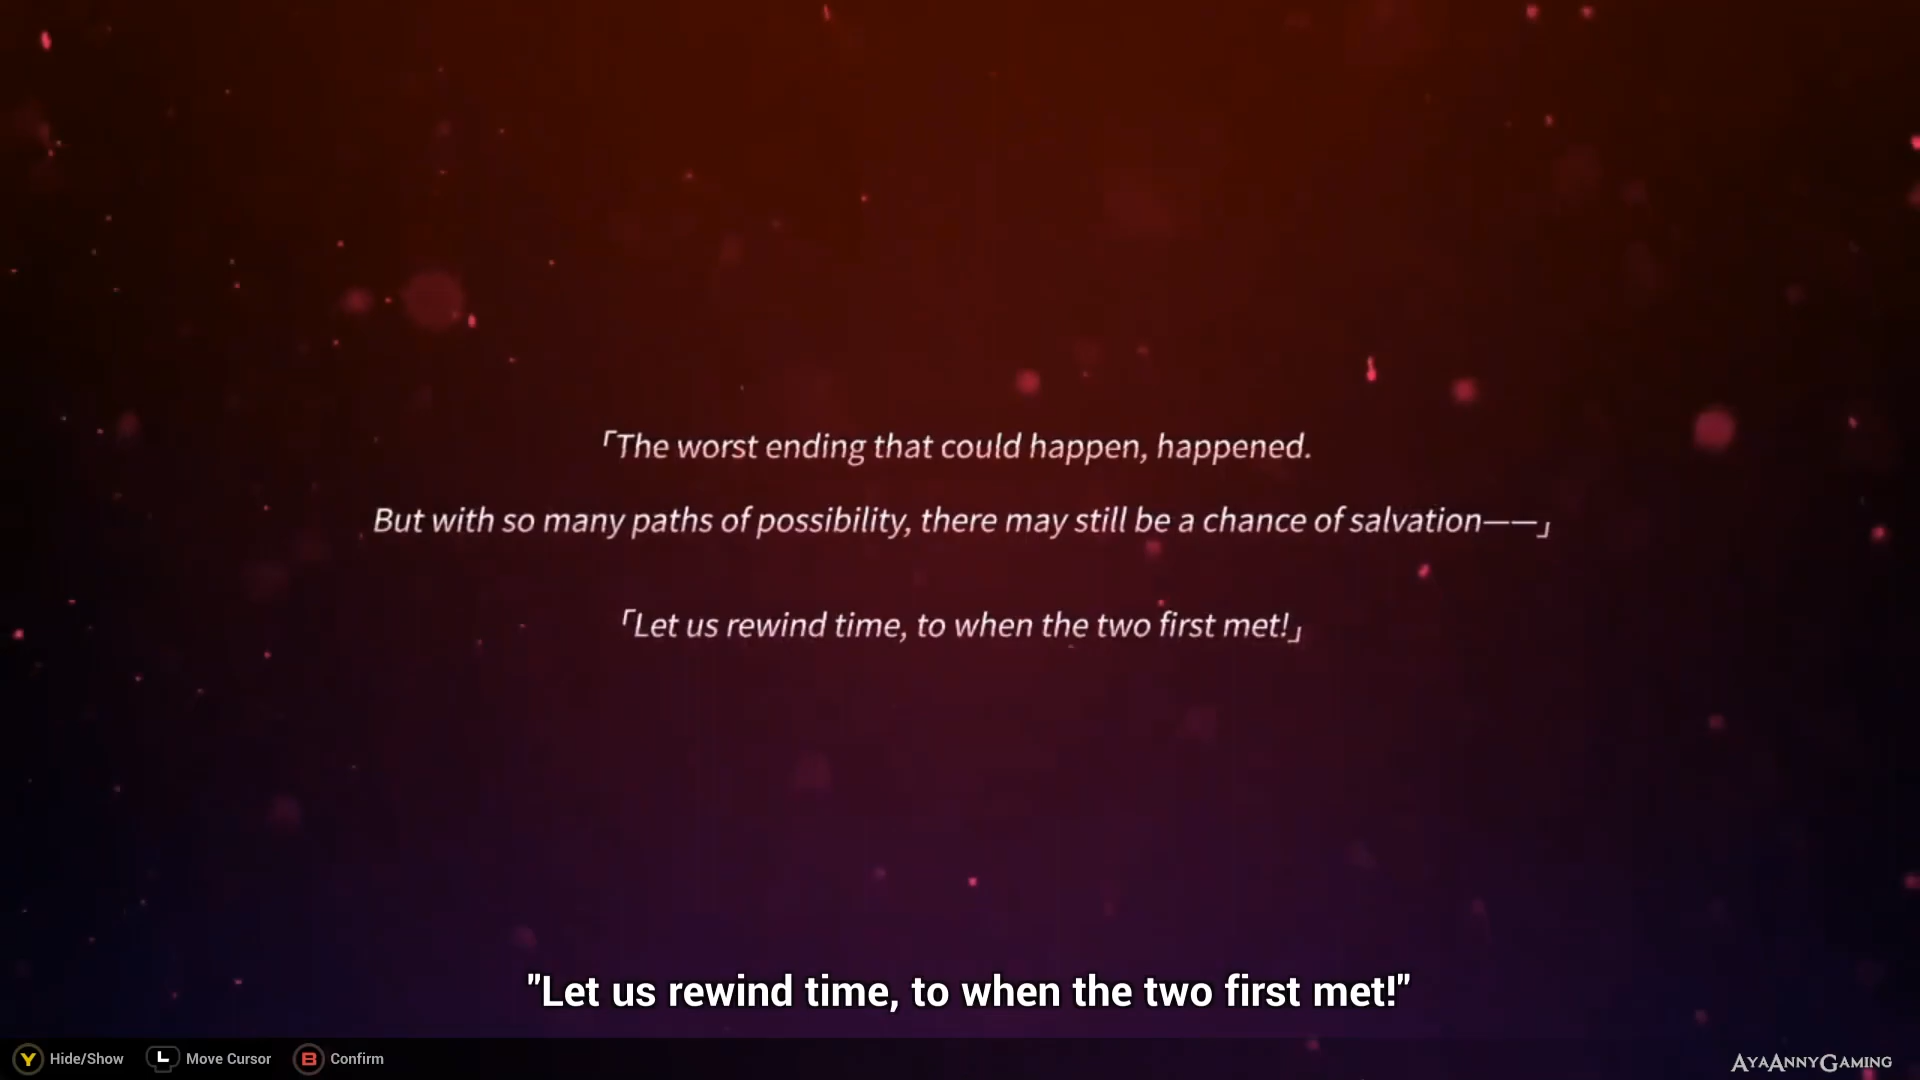 「The worst ending that could happen, happened.
But with so many paths of possibility, there may still be a chance of salvation——」
「Let us rewind time, to when the two first met!」
"Let us rewind time, to when the two first met!"
Y Hide/Show L Move Cursor B Confirm
AyaAnnyGaming